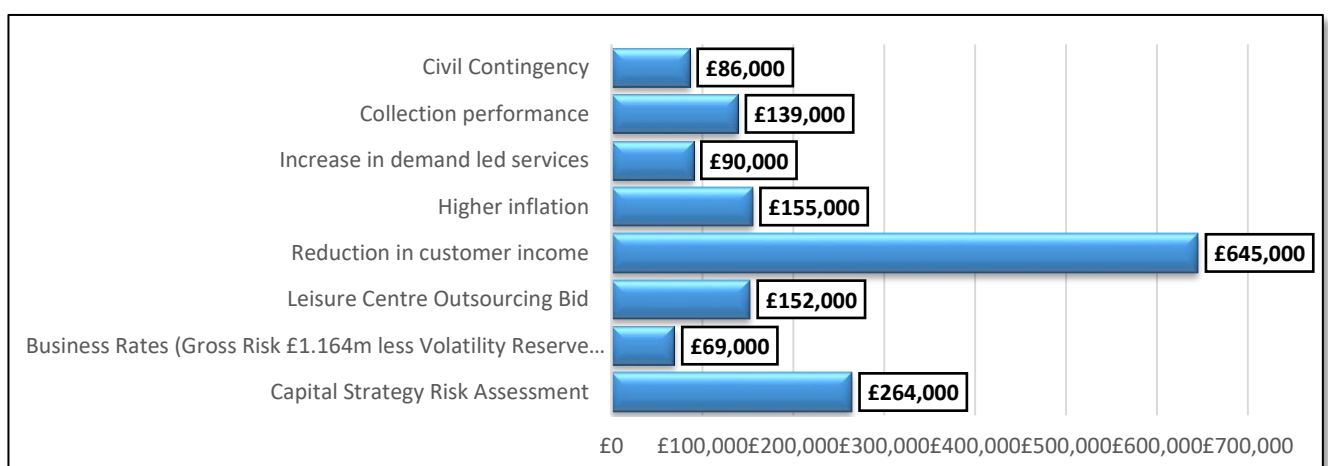 Civil Contingency £86,000
Collection performance £139,000
Increase in demand led services £90,000
Higher inflation £155,000
Reduction in customer income £645,000
Leisure Centre Outsourcing Bid £152,000
Business Rates (Gross Risk £1.164m less Volatility Reserve... £69,000
Capital Strategy Risk Assessment £264,000
£0 £100,000£200,000£300,000£400,000£500,000£600,000£700,000